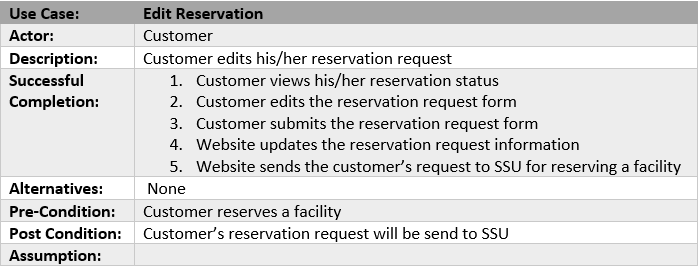 Use Case: Edit Reservation
Actor: Customer
Description: Customer edits his/her reservation request
Successful Completion: 1. Customer views his/her reservation status
2. Customer edits the reservation request form
3. Customer submits the reservation request form
4. Website updates the reservation request information
5. Website sends the customer's request to SSU for reserving a facility
Alternatives: None
Pre-Condition: Customer reserves a facility
Post Condition: Customer's reservation request will be send to SSU
Assumption: